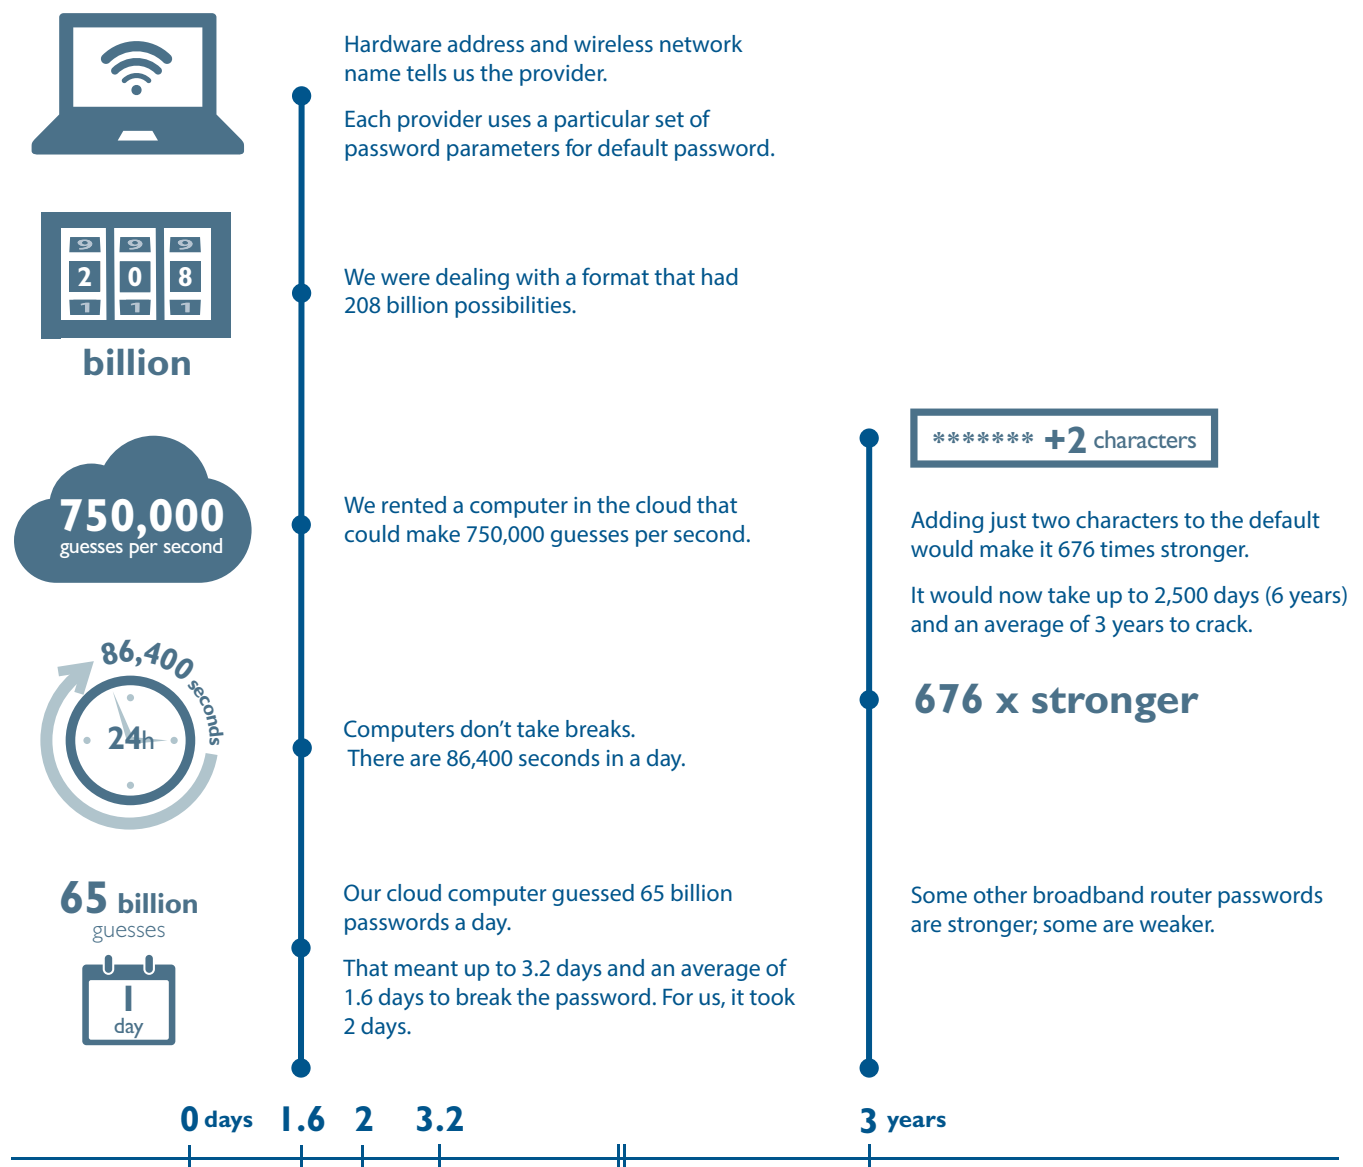 Hardware address and wireless network
name tells us the provider.
Each provider uses a particular set of
password parameters for default password.
9 9 9
2 0 8
1 1 1
billion
We were dealing with a format that had
208 billion possibilities.
750,000
guesses per second
We rented a computer in the cloud that
could make 750,000 guesses per second.
86,400 seconds
24h
Computers don’t take breaks.
There are 86,400 seconds in a day.
65 billion
guesses
1
day
Our cloud computer guessed 65 billion
passwords a day.
That meant up to 3.2 days and an average of
1.6 days to break the password. For us, it took
2 days.
******* +2 characters
Adding just two characters to the default
would make it 676 times stronger.
It would now take up to 2,500 days (6 years)
and an average of 3 years to crack.
676 x stronger
Some other broadband router passwords
are stronger; some are weaker.
0 days 1.6 2 3.2 3 years